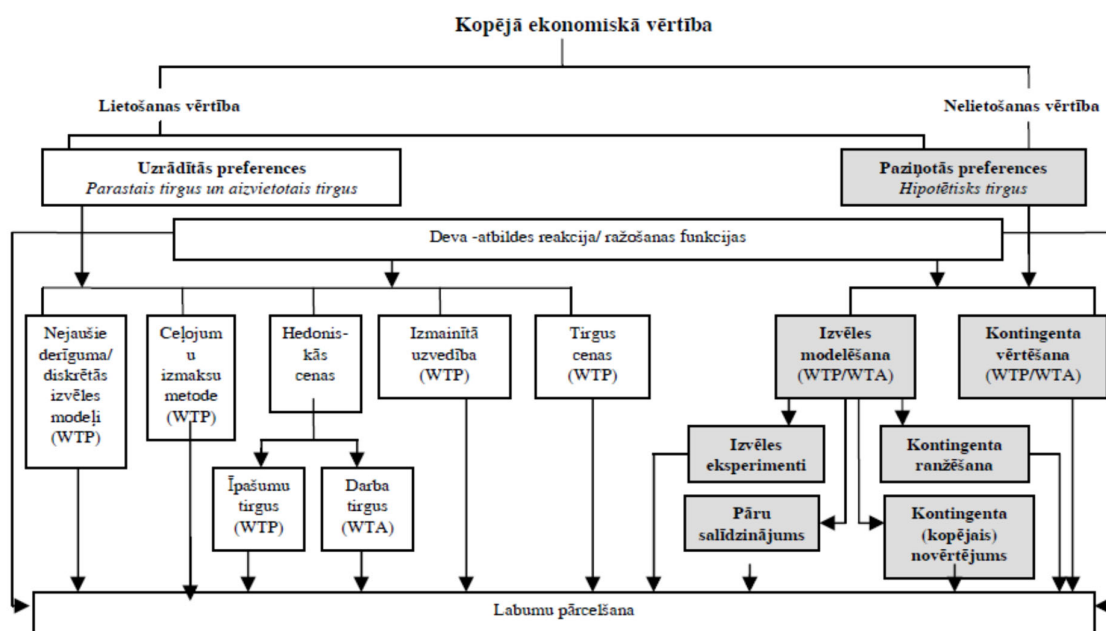 Kopējā ekonomiskā vērtība
Lietošanas vērtība
Nelietošanas vērtība
Uzrādītās preferences
Parastais tirgus un aizvietotais tirgus
Paziņotās preferences
Hipotētisks tirgus
Deva -atbildes reakcija/ ražošanas funkcijas
Nejaušie
derīguma/
diskrētās
izvēles
modeļi
(WTP)
Ceļojum
u
izmaksu
metode
(WTP)
Hedonis-
kās
cenas
Izmainītā
uzvedība
(WTP)
Tirgus
cenas
(WTP)
Izvēles
modelēšana
(WTP/WTA)
Kontingenta
vērtēšana
(WTP/WTA)
Īpašumu
tirgus
(WTP)
Darba
tirgus
(WTA)
Izvēles
eksperimenti
Kontingenta
ranžēšana
Pāru
salīdzinājums
Kontingenta
(kopējais)
novērtējums
Labumu pārcelšana